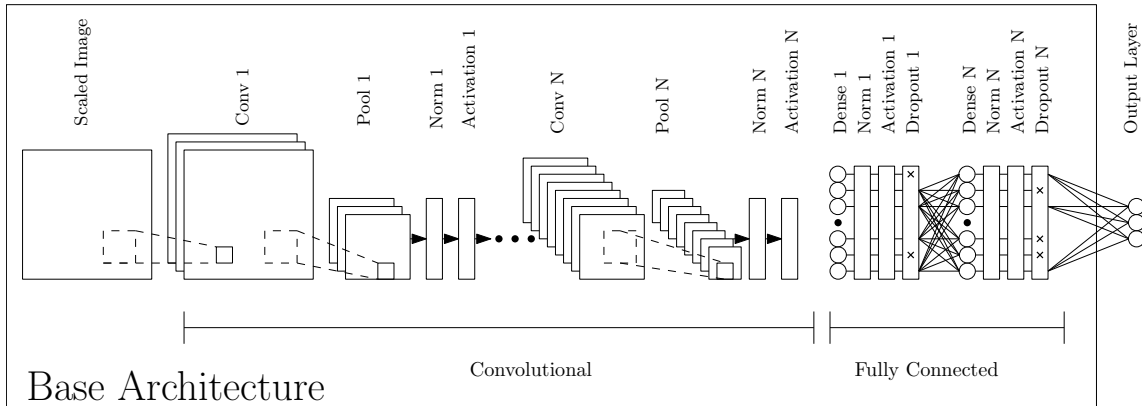 Scaled Image
Conv 1
Pool 1
Norm 1
Activation 1
Conv N
Pool N
Norm N
Activation N
Dense 1
Norm 1
Activation 1
Dropout 1
Dense N
Norm N
Activation N
Dropout N
Output Layer
Convolutional
Fully Connected
Base Architecture